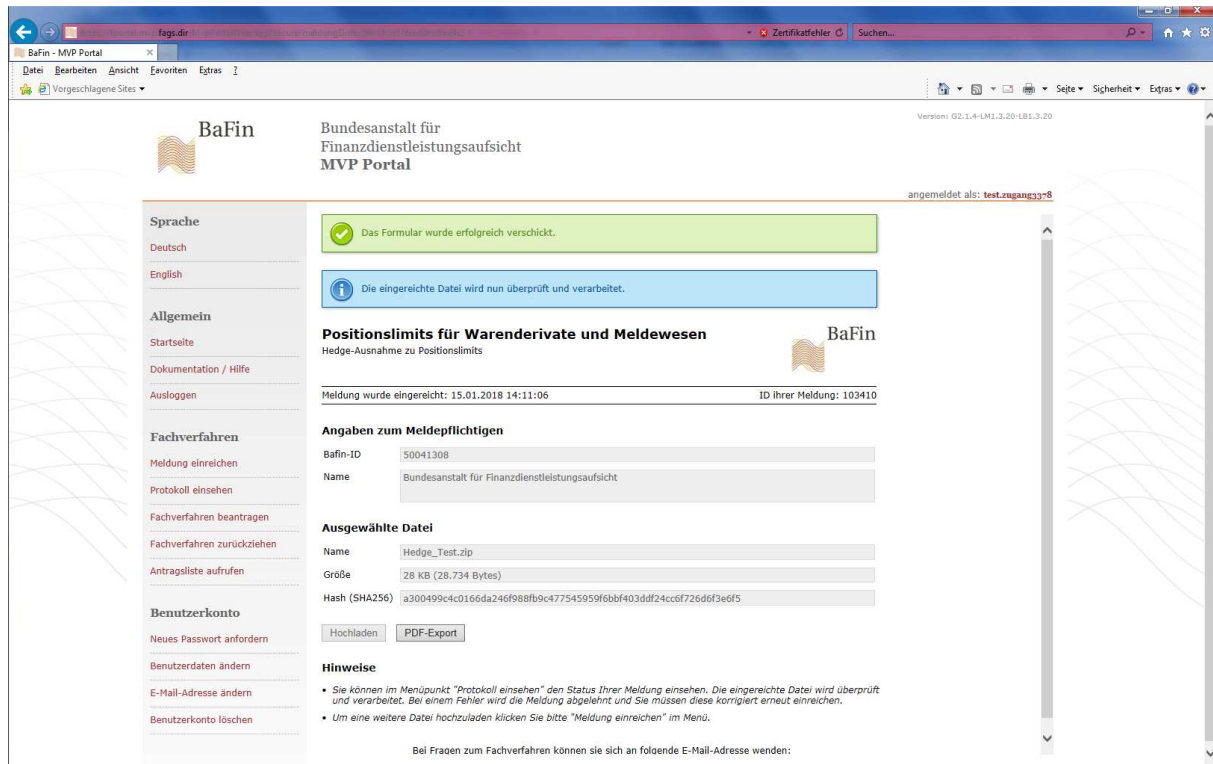 fags.dir
Zertifikatfehler
Suchen...
BaFin - MVP Portal
Datei Bearbeiten Ansicht Favoriten Extras ?
Vorgeschlagene Sites
Seite Sicherheit Extras
BaFin
Bundesanstalt für
Finanzdienstleistungsaufsicht
MVP Portal
Version: G2.1.4-LM1.3.20-LB1.3.20
angemeldet als: test.zugang3378
Sprache
Deutsch
English
Allgemein
Startseite
Dokumentation / Hilfe
Ausloggen
Fachverfahren
Meldung einreichen
Protokoll einsehen
Fachverfahren beantragen
Fachverfahren zurückziehen
Antragsliste aufrufen
Benutzerkonto
Neues Passwort anfordern
Benutzerdaten ändern
E-Mail-Adresse ändern
Benutzerkonto löschen
Das Formular wurde erfolgreich verschickt.
Die eingereichte Datei wird nun überprüft und verarbeitet.
Positionslimits für Warenderivate und Meldewesen
Hedge-Ausnahme zu Positionslimits
BaFin
Meldung wurde eingereicht: 15.01.2018 14:11:06 ID ihrer Meldung: 103410
Angaben zum Meldepflichtigen
Bafin-ID 50041308
Name Bundesanstalt für Finanzdienstleistungsaufsicht
Ausgewählte Datei
Name Hedge_Test.zip
Größe 28 KB (28.734 Bytes)
Hash (SHA256) a300499c4c0166da246f988fb9c477545959f6bbf403ddf24cc6f726d6f3e6f5
Hochladen PDF-Export
Hinweise
• Sie können im Menüpunkt "Protokoll einsehen" den Status Ihrer Meldung einsehen. Die eingereichte Datei wird überprüft
und verarbeitet. Bei einem Fehler wird die Meldung abgelehnt und Sie müssen diese korrigiert erneut einreichen.
• Um eine weitere Datei hochzuladen klicken Sie bitte "Meldung einreichen" im Menü.
Bei Fragen zum Fachverfahren können sie sich an folgende E-Mail-Adresse wenden: